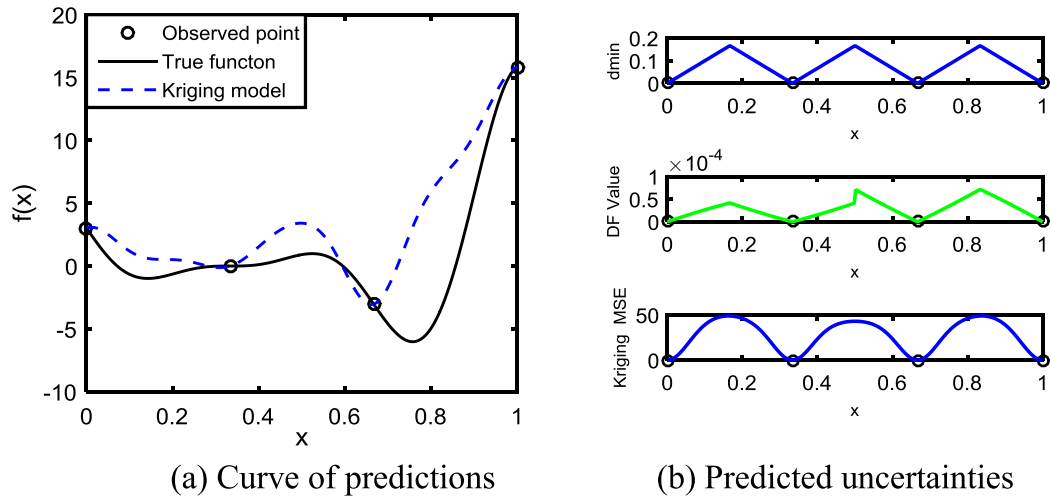 20
15
10
5
0
-5
-10
f(x)
Observed point
True functon
Kriging model
0 0.2 0.4 0.6 0.8 1
x
(a) Curve of predictions
0.2
0.1
0
dmin
0 0.2 0.4 0.6 0.8 1
x
×10⁻⁴
1
0.5
0
DF Value
0 0.2 0.4 0.6 0.8 1
x
50
0
Kriging MSE
0 0.2 0.4 0.6 0.8 1
x
(b) Predicted uncertainties